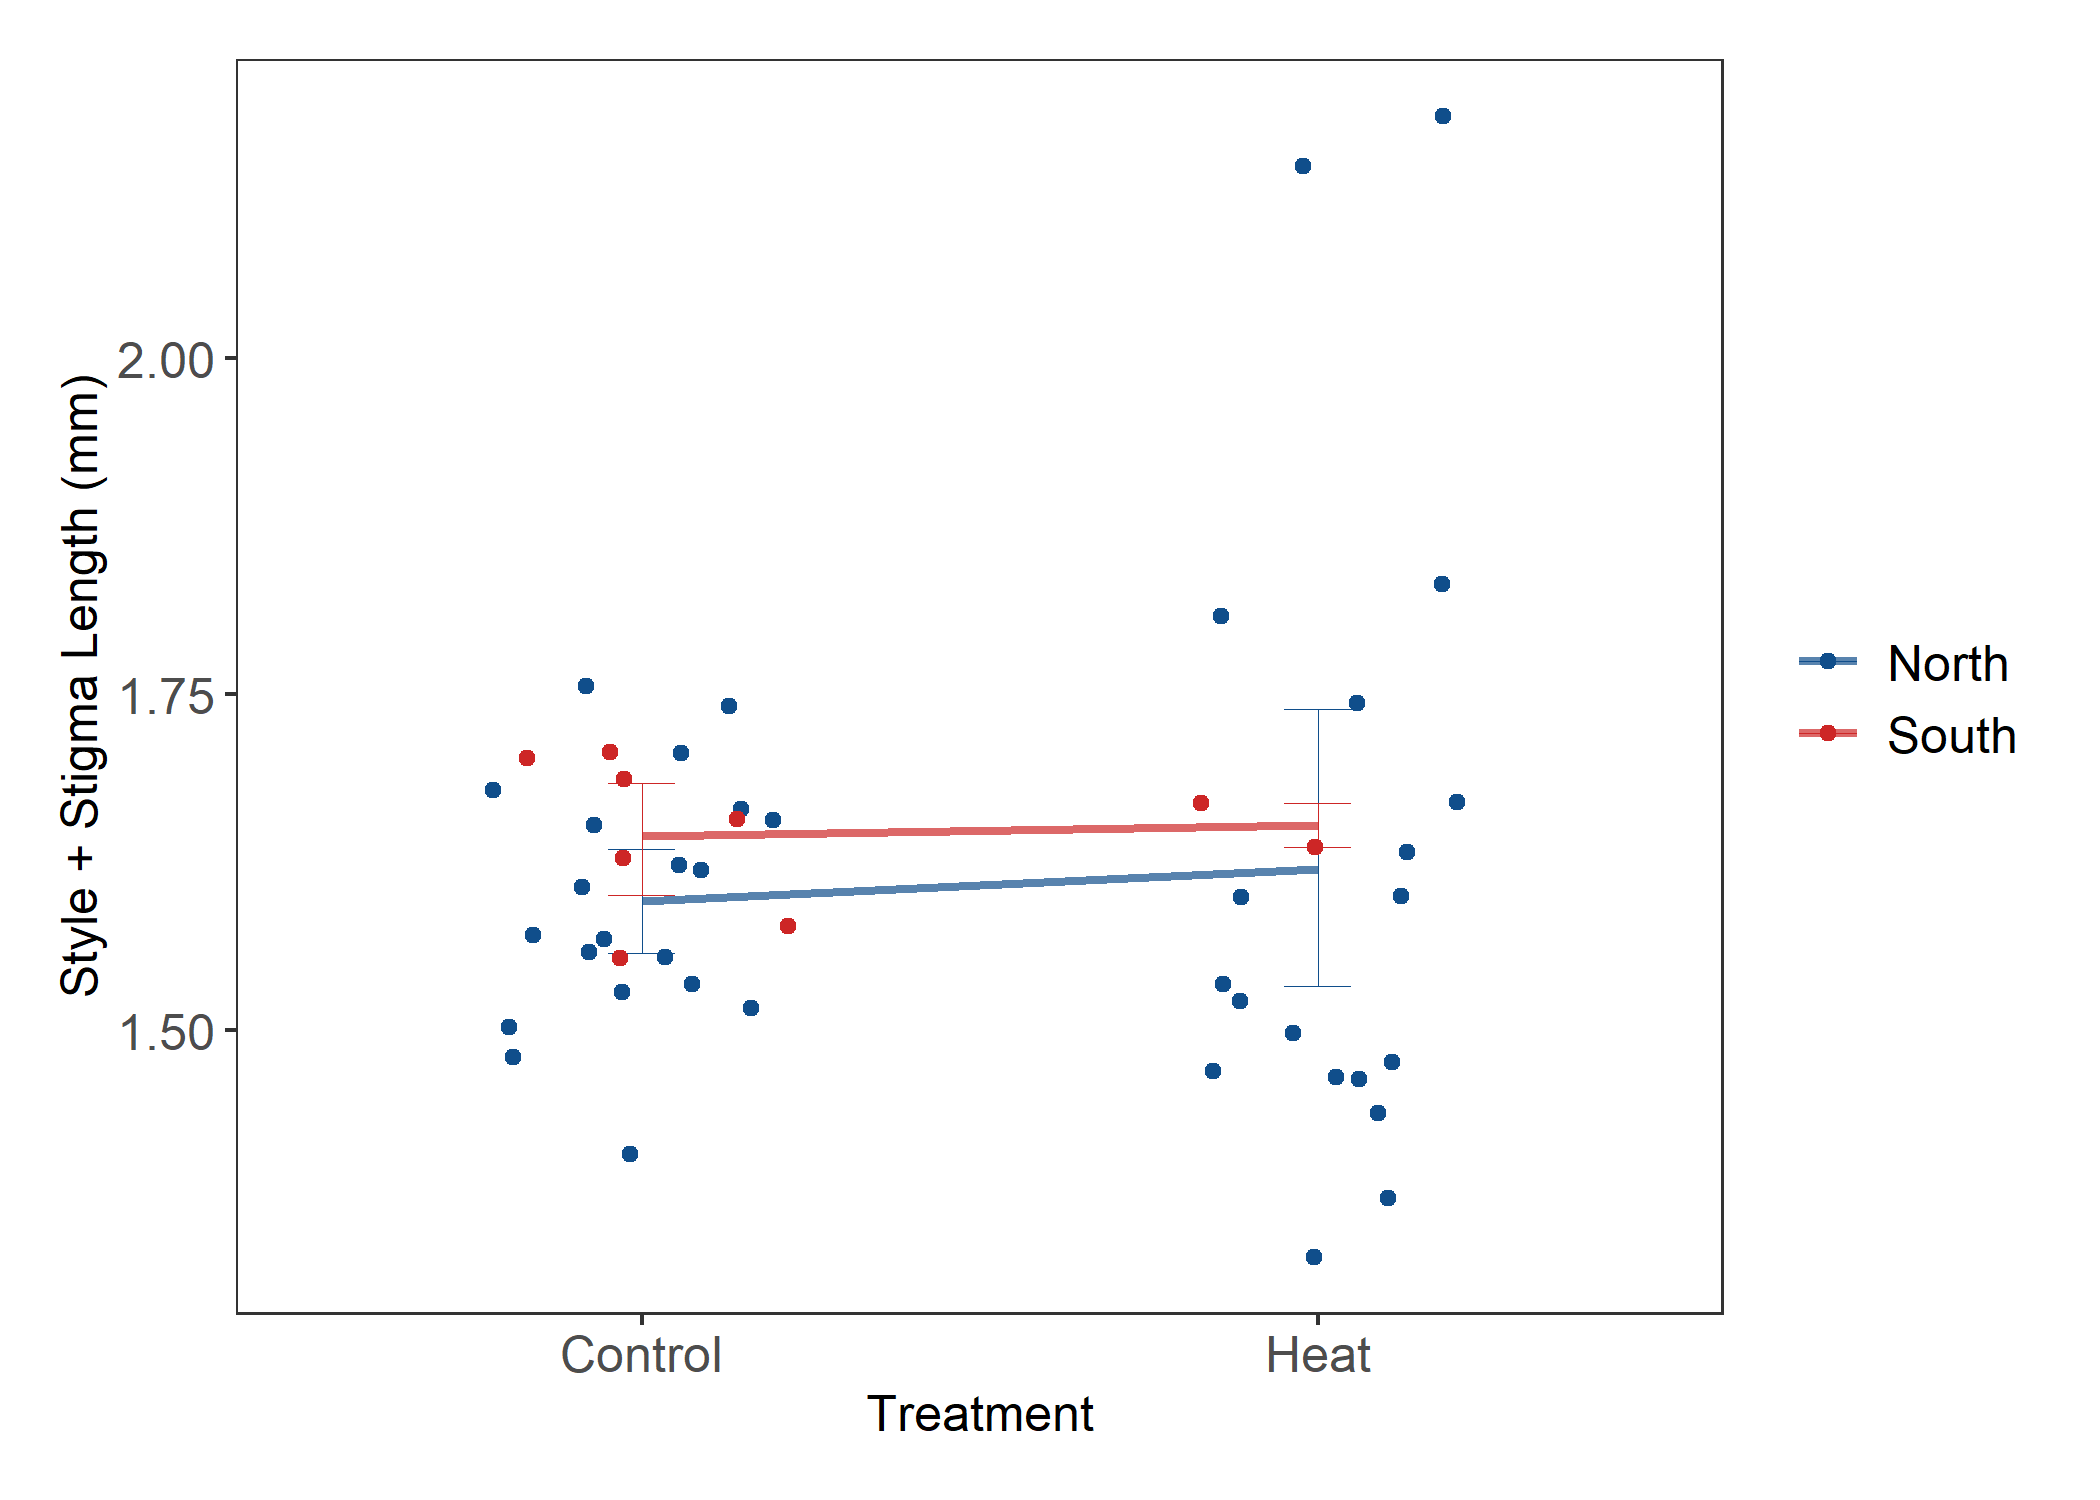 Style + Stigma Length (mm)
2.00
1.75
1.50
Control
Heat
Treatment
North
South